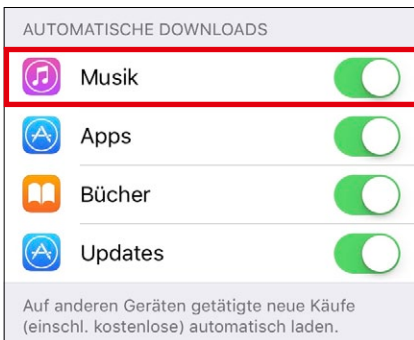 AUTOMATISCHE DOWNLOADS
Musik
Apps
Bücher
Updates
Auf anderen Geräten getätigte neue Käufe
(einschl. kostenlose) automatisch laden.